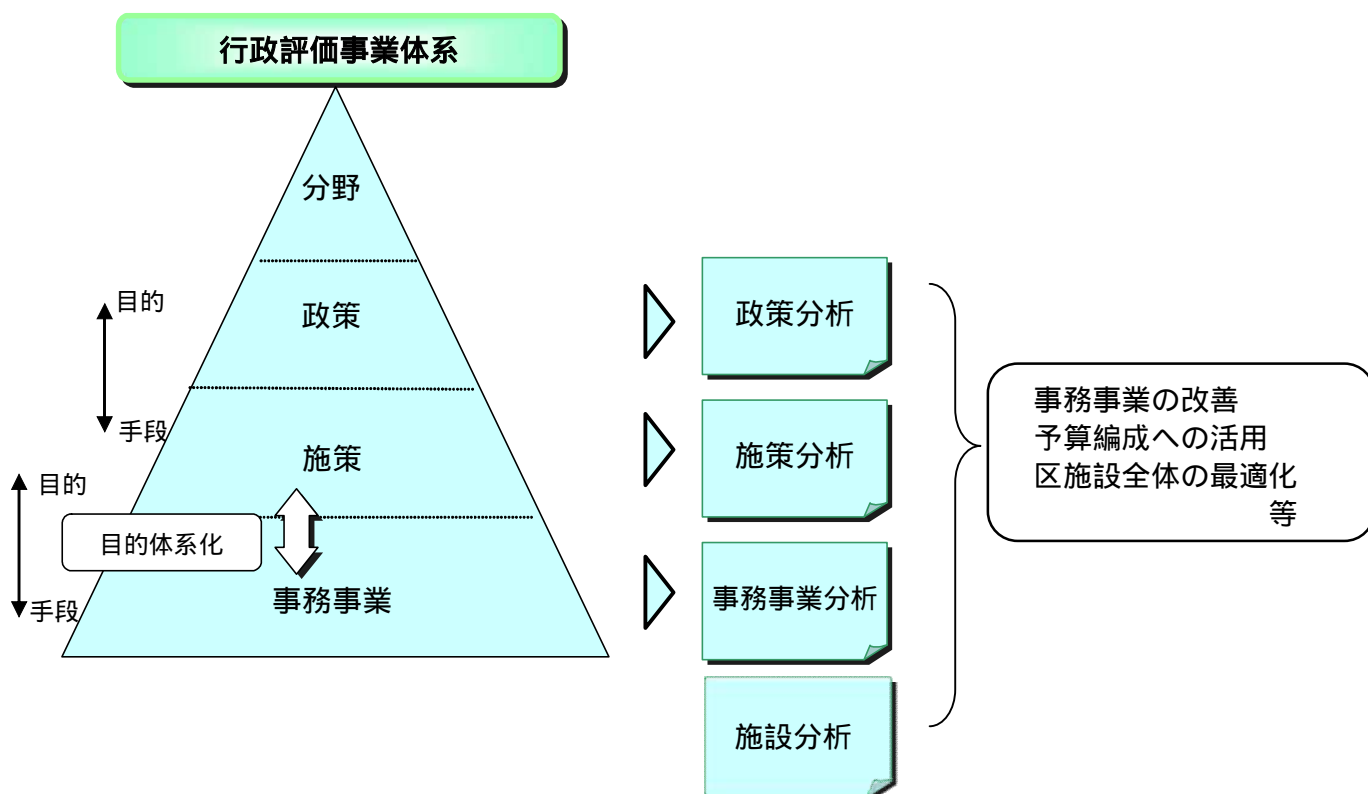 行政評価事業体系
分野
政策
施策
事務事業
目的
手段
目的
手段
目的体系化
政策分析
施策分析
事務事業分析
施設分析
事務事業の改善
予算編成への活用
区施設全体の最適化
等